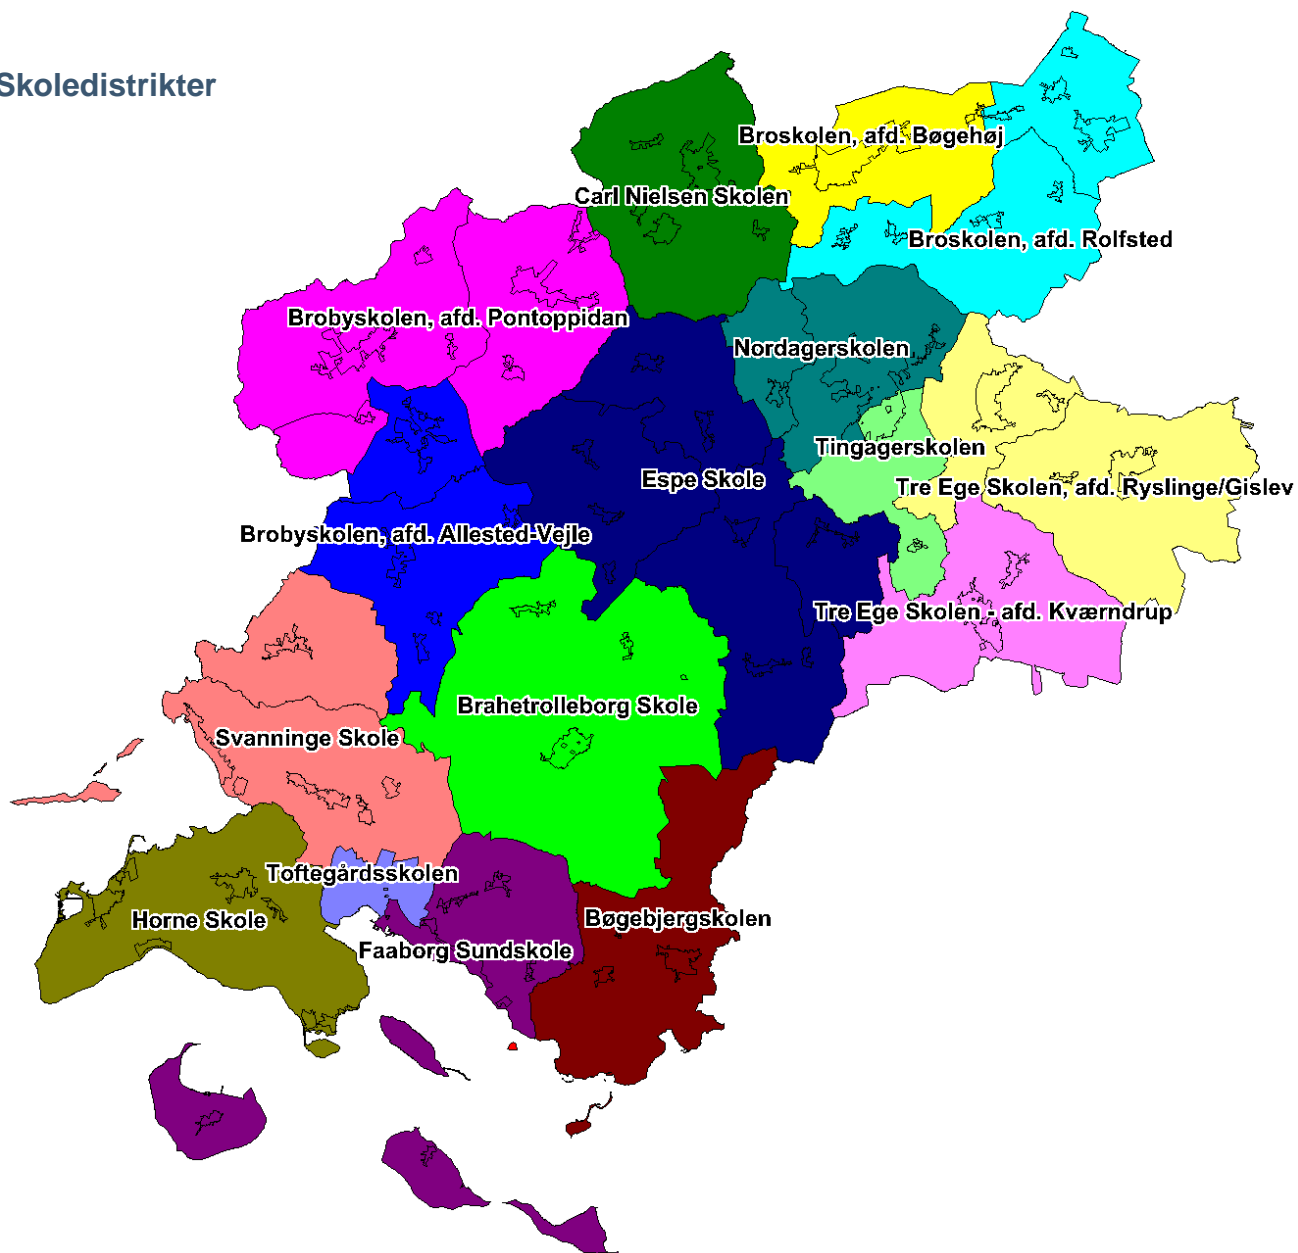 Skoledistrikter
Broskolen, afd. Bøgehøj
Carl Nielsen Skolen
Broskolen, afd. Rolfsted
Brobyskolen, afd. Pontoppidan
Nordagerskolen
Tingagerskolen
Espe Skole
Tre Ege Skolen, afd. Ryslinge/Gislev
Brobyskolen, afd. Allested-Vejle
Tre Ege Skolen - afd. Kværndrup
Brahetrolleborg Skole
Svanninge Skole
Toftegårdsskolen
Horne Skole
Bøgebjergskolen
Faaborg Sundskole